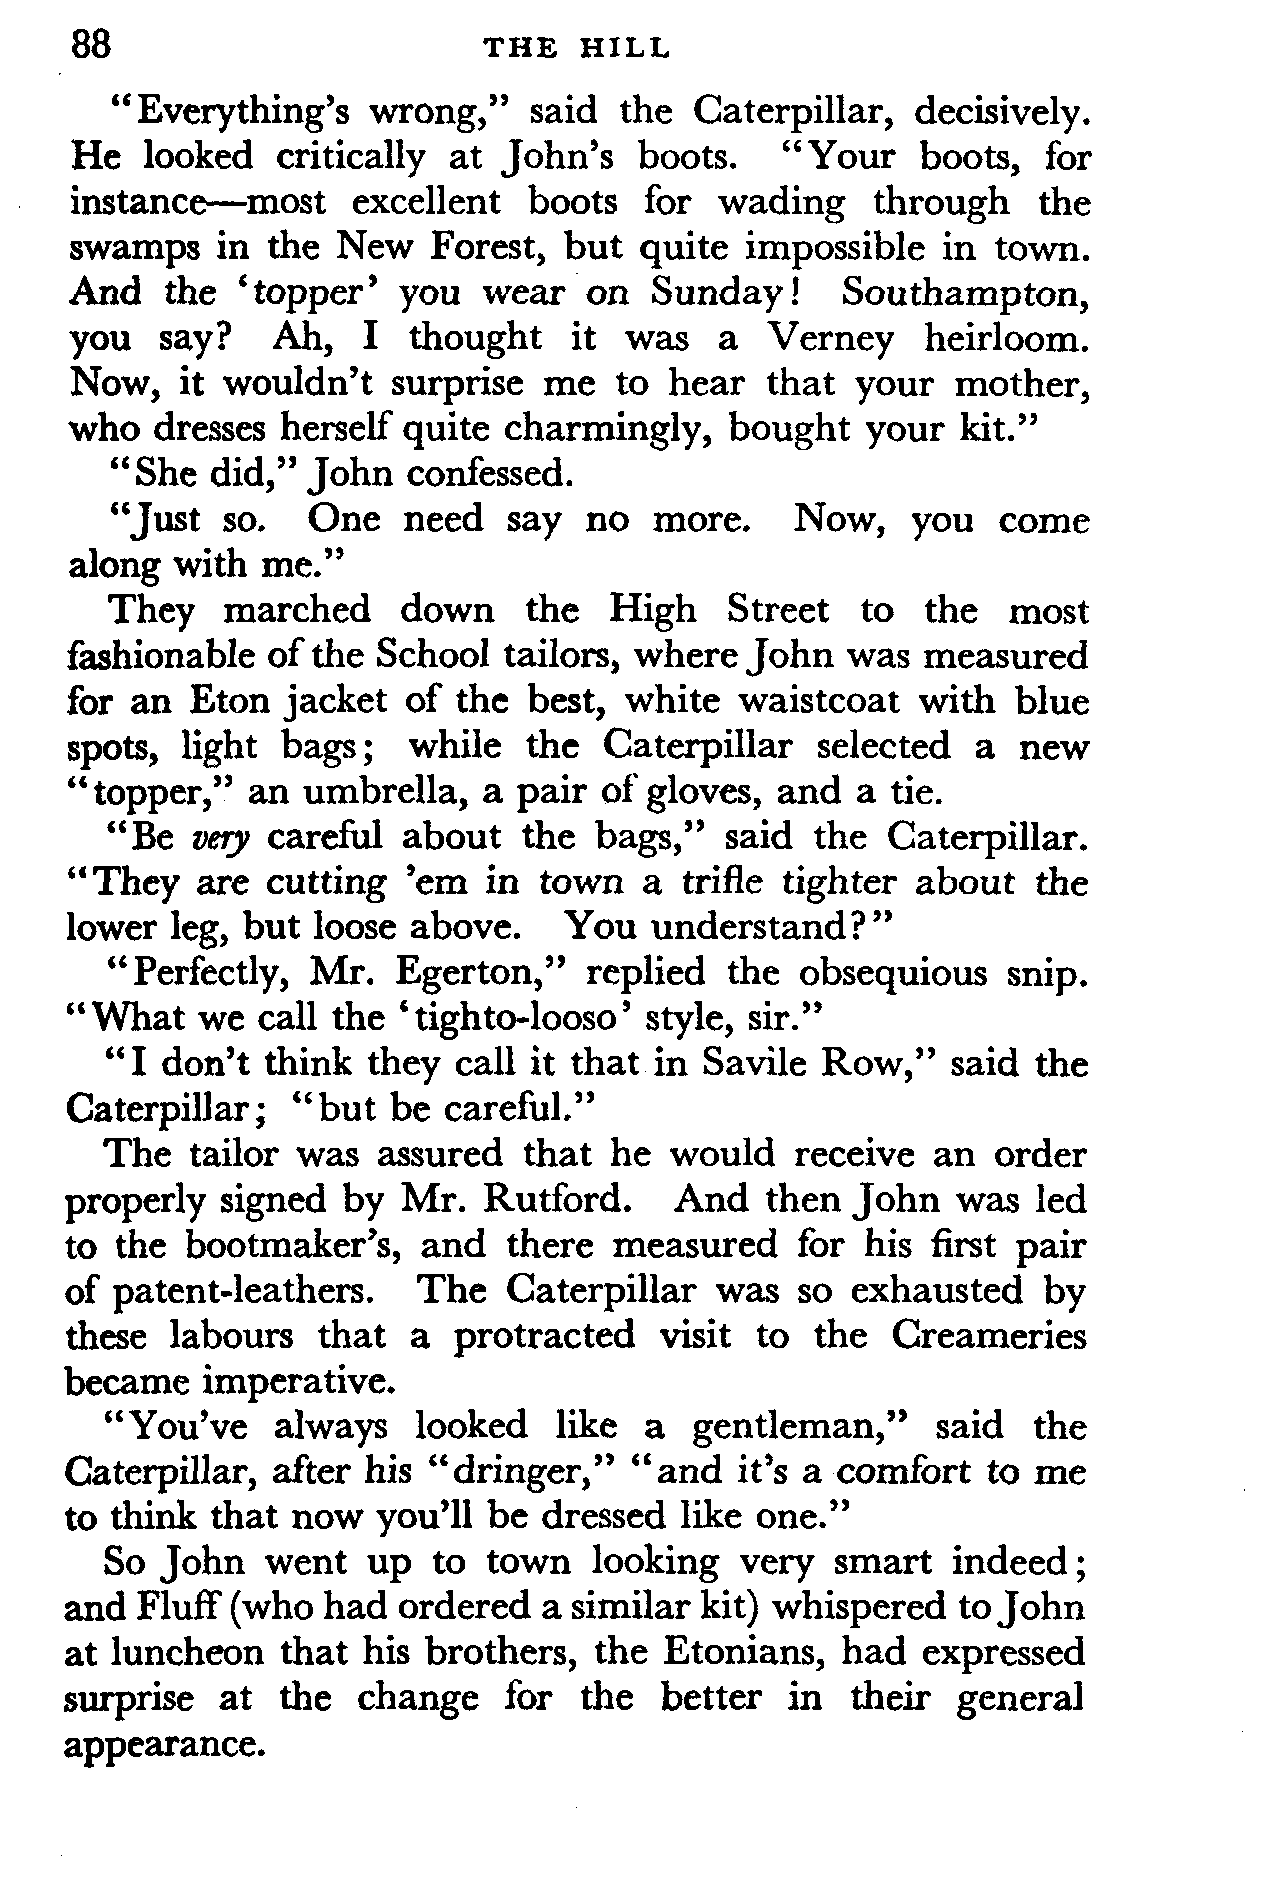 88 THE HILL
"Everything's wrong," said the Caterpillar, decisively.
He looked critically at John's boots. "Your boots, for
instance—most excellent boots for wading through the
swamps in the New Forest, but quite impossible in town.
And the 'topper' you wear on Sunday! Southampton,
you say? Ah, I thought it was a Verney heirloom.
Now, it wouldn't surprise me to hear that your mother,
who dresses herself quite charmingly, bought your kit."
"She did," John confessed.
"Just so. One need say no more. Now, you come
along with me."
They marched down the High Street to the most
fashionable of the School tailors, where John was measured
for an Eton jacket of the best, white waistcoat with blue
spots, light bags; while the Caterpillar selected a new
"topper," an umbrella, a pair of gloves, and a tie.
"Be very careful about the bags," said the Caterpillar.
"They are cutting 'em in town a trifle tighter about the
lower leg, but loose above. You understand?"
"Perfectly, Mr. Egerton," replied the obsequious snip.
"What we call the 'tighto-looso' style, sir."
"I don't think they call it that in Savile Row," said the
Caterpillar; "but be careful."
The tailor was assured that he would receive an order
properly signed by Mr. Rutford. And then John was led
to the bootmaker's, and there measured for his first pair
of patent-leathers. The Caterpillar was so exhausted by
these labours that a protracted visit to the Creameries
became imperative.
"You've always looked like a gentleman," said the
Caterpillar, after his "dringer," "and it's a comfort to me
to think that now you'll be dressed like one."
So John went up to town looking very smart indeed;
and Fluff (who had ordered a similar kit) whispered to John
at luncheon that his brothers, the Etonians, had expressed
surprise at the change for the better in their general
appearance.